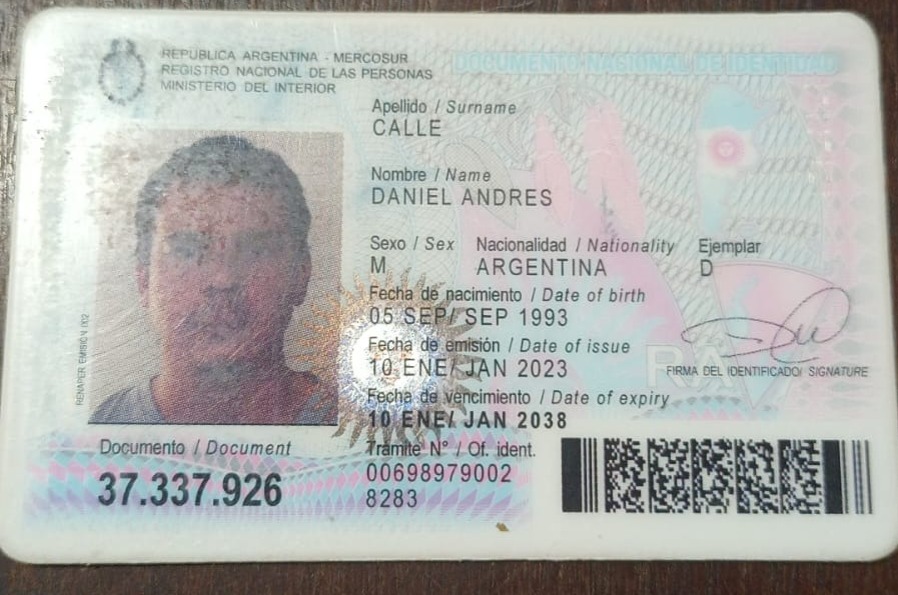 REPUBLICA ARGENTINA - MERCOSUR
REGISTRO NACIONAL DE LAS PERSONAS
MINISTERIO DEL INTERIOR
DOCUMENTO NACIONAL DE IDENTIDAD
Apellido / Surname
CALLE
Nombre / Name
DANIEL ANDRES
Sexo / Sex Nacionalidad / Nationality Ejemplar
M ARGENTINA D
Fecha de nacimiento / Date of birth
05 SEP/ SEP 1993
Fecha de emisión / Date of issue
10 ENE/ JAN 2023
RA
FIRMA DEL IDENTIFICADO/ SIGNATURE
Fecha de vencimiento / Date of expiry
10 ENE/ JAN 2038
Documento / Document
37.337.926
Trámite N° / Of. ident.
00698979002
8283
RENAPER EMISIÓN 002